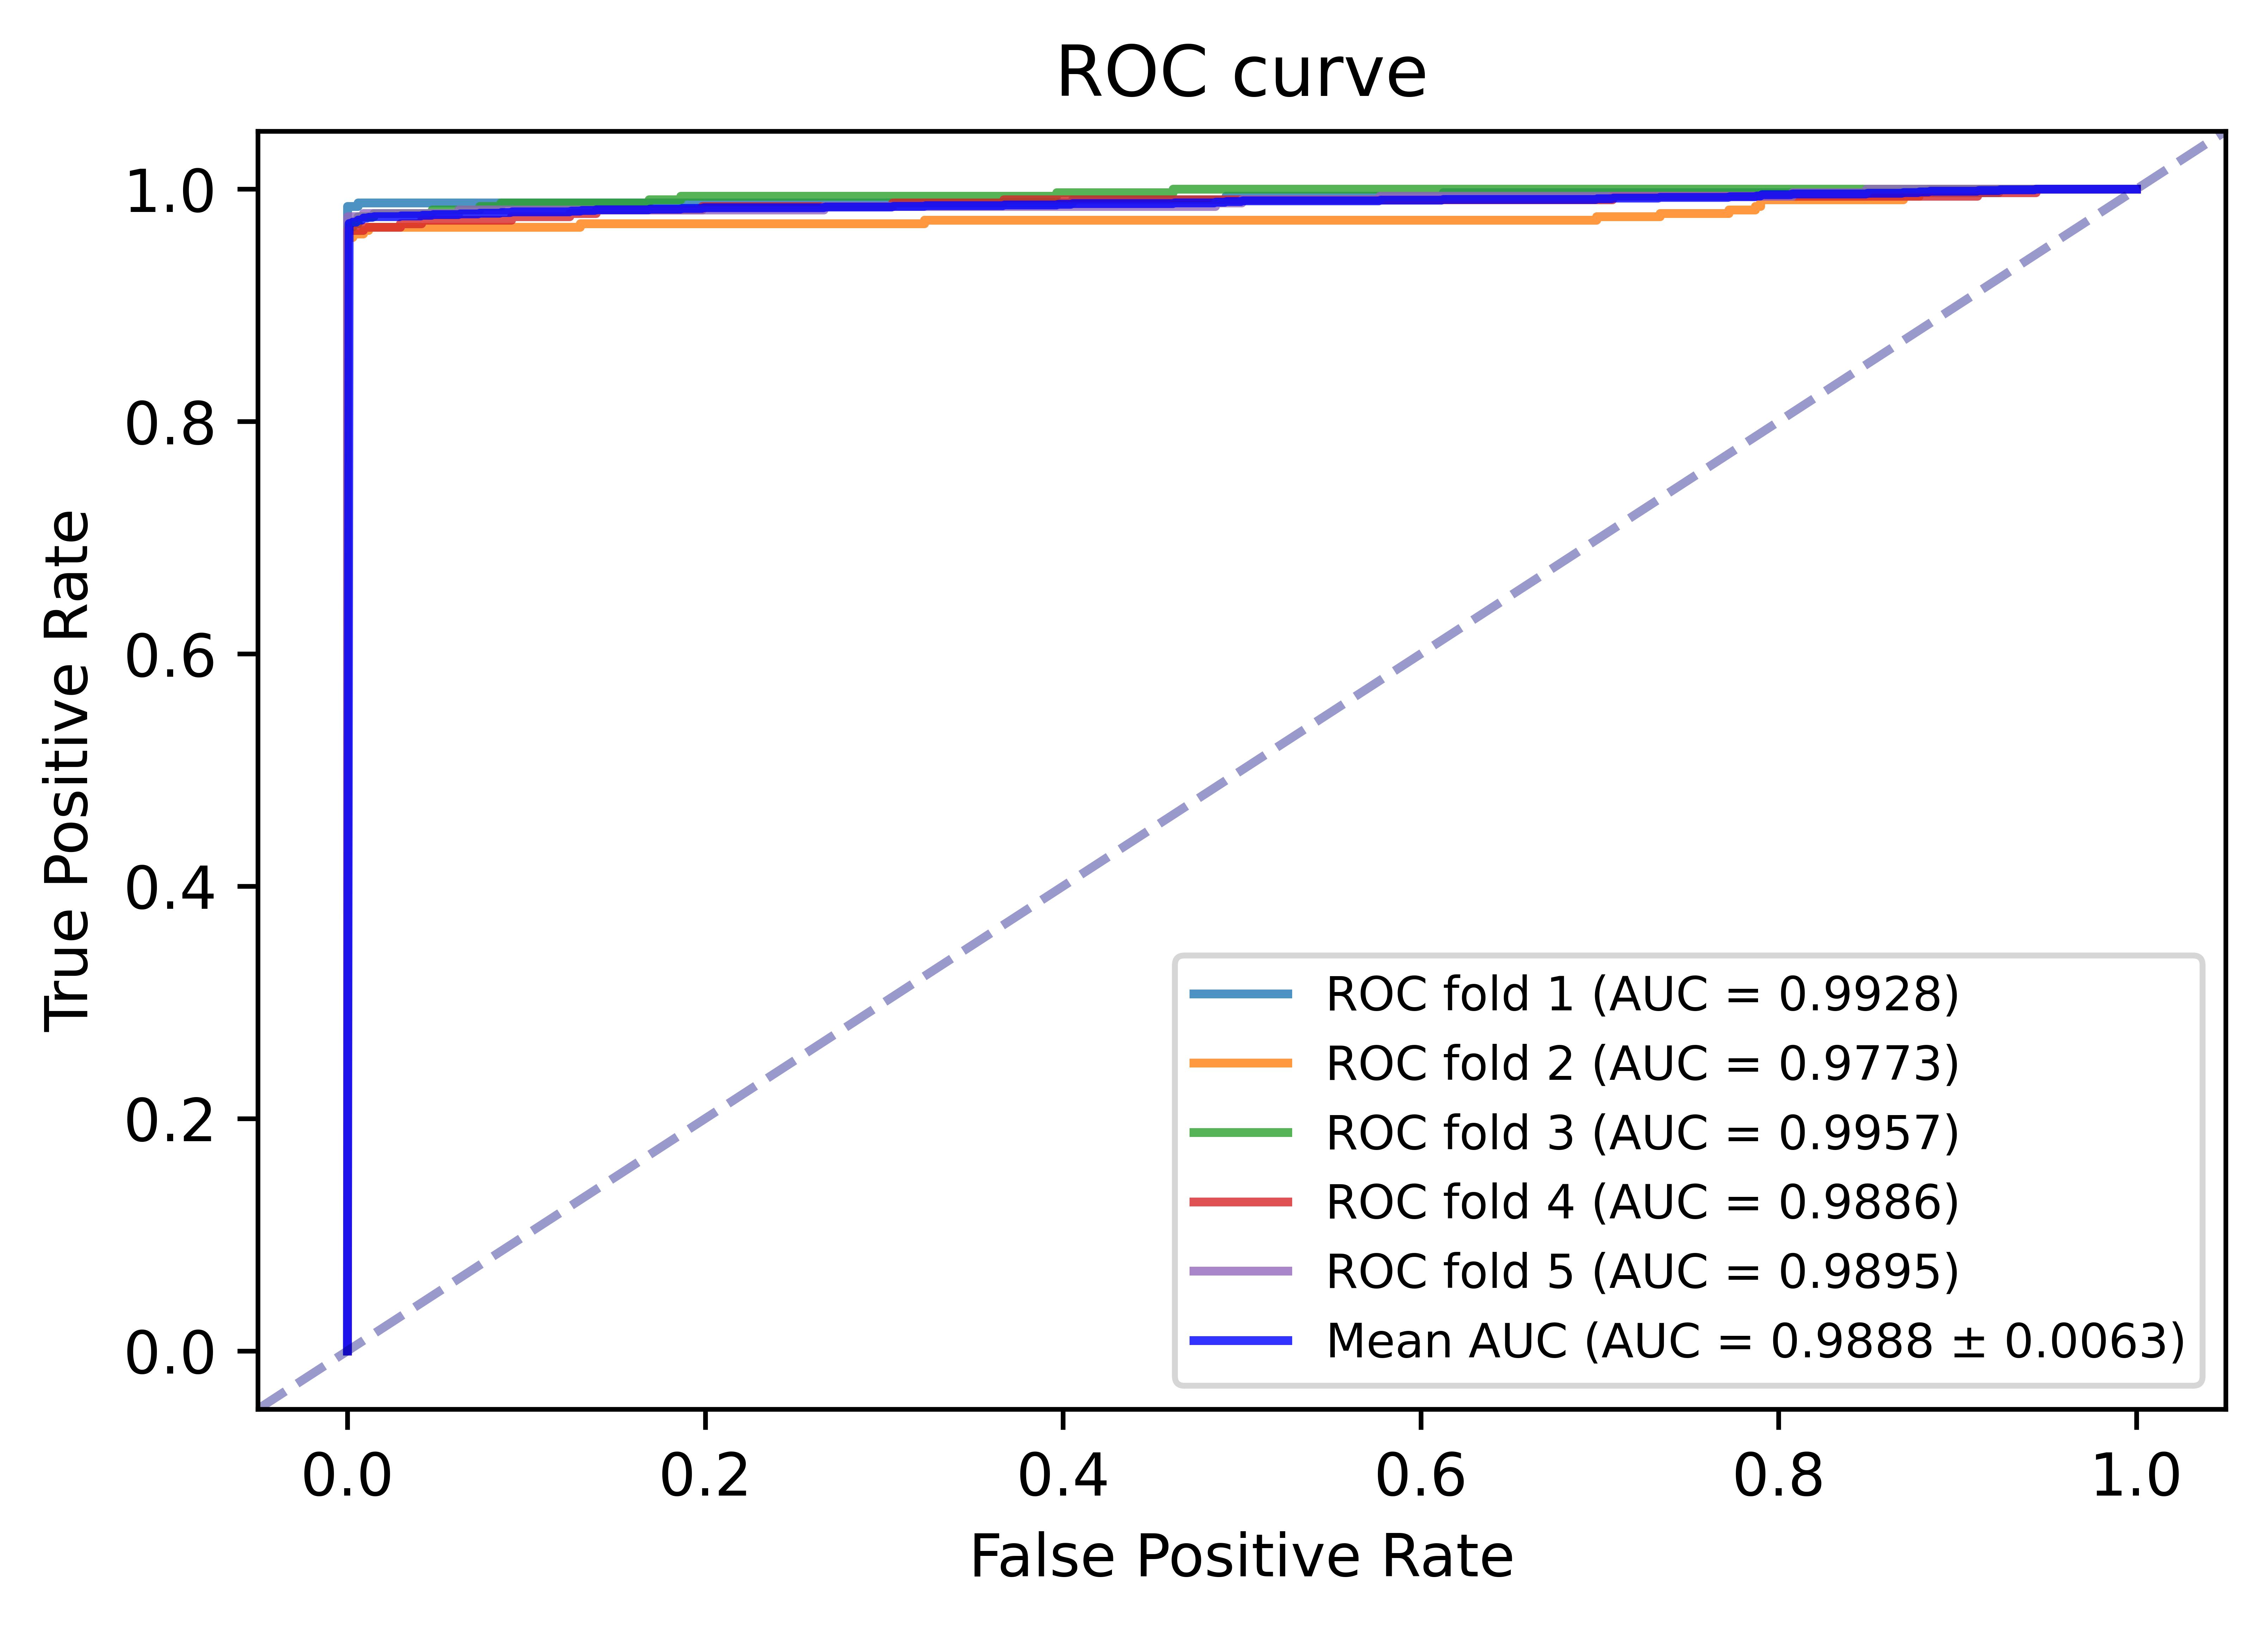 ROC curve
True Positive Rate
1.0
0.8
0.6
0.4
0.2
0.0
ROC fold 1 (AUC = 0.9928)
ROC fold 2 (AUC = 0.9773)
ROC fold 3 (AUC = 0.9957)
ROC fold 4 (AUC = 0.9886)
ROC fold 5 (AUC = 0.9895)
Mean AUC (AUC = 0.9888 ± 0.0063)
0.0 0.2 0.4 0.6 0.8 1.0
False Positive Rate